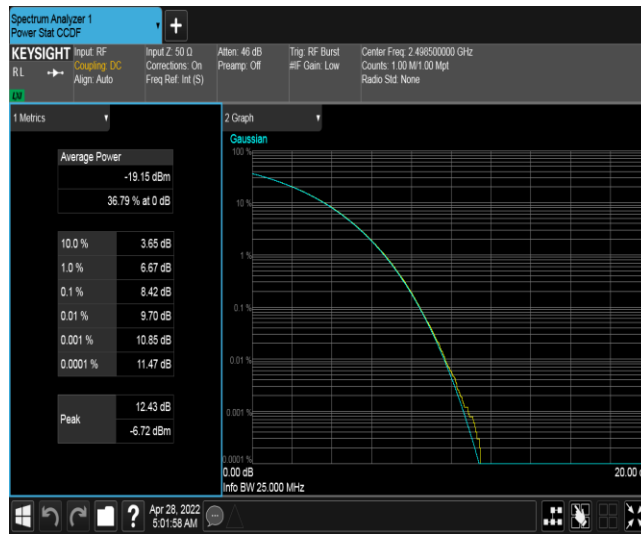 Spectrum Analyzer 1
Power Stat CCDF
+
KEYSIGHT
Input: RF
Input Z: 50 Ω
Atten: 46 dB
Trig: RF Burst
Center Freq: 2.498500000 GHz
RL
Coupling: DC
Corrections: On
Preamp: Off
#IF Gain: Low
Counts: 1.00 M/1.00 Mpt
Align: Auto
Freq Ref: Int (S)
Radio Std: None
1 Metrics
2 Graph
Gaussian
Average Power
-19.15 dBm
36.79 % at 0 dB
10.0 % 3.65 dB
1.0 % 6.67 dB
0.1 % 8.42 dB
0.01 % 9.70 dB
0.001 % 10.85 dB
0.0001 % 11.47 dB
Peak
12.43 dB
-6.72 dBm
100 %
10 %
1 %
0.1 %
0.01 %
0.001 %
0.0001 %
0.00 dB
20.00
Info BW 25.000 MHz
?
Apr 28, 2022
5:01:58 AM